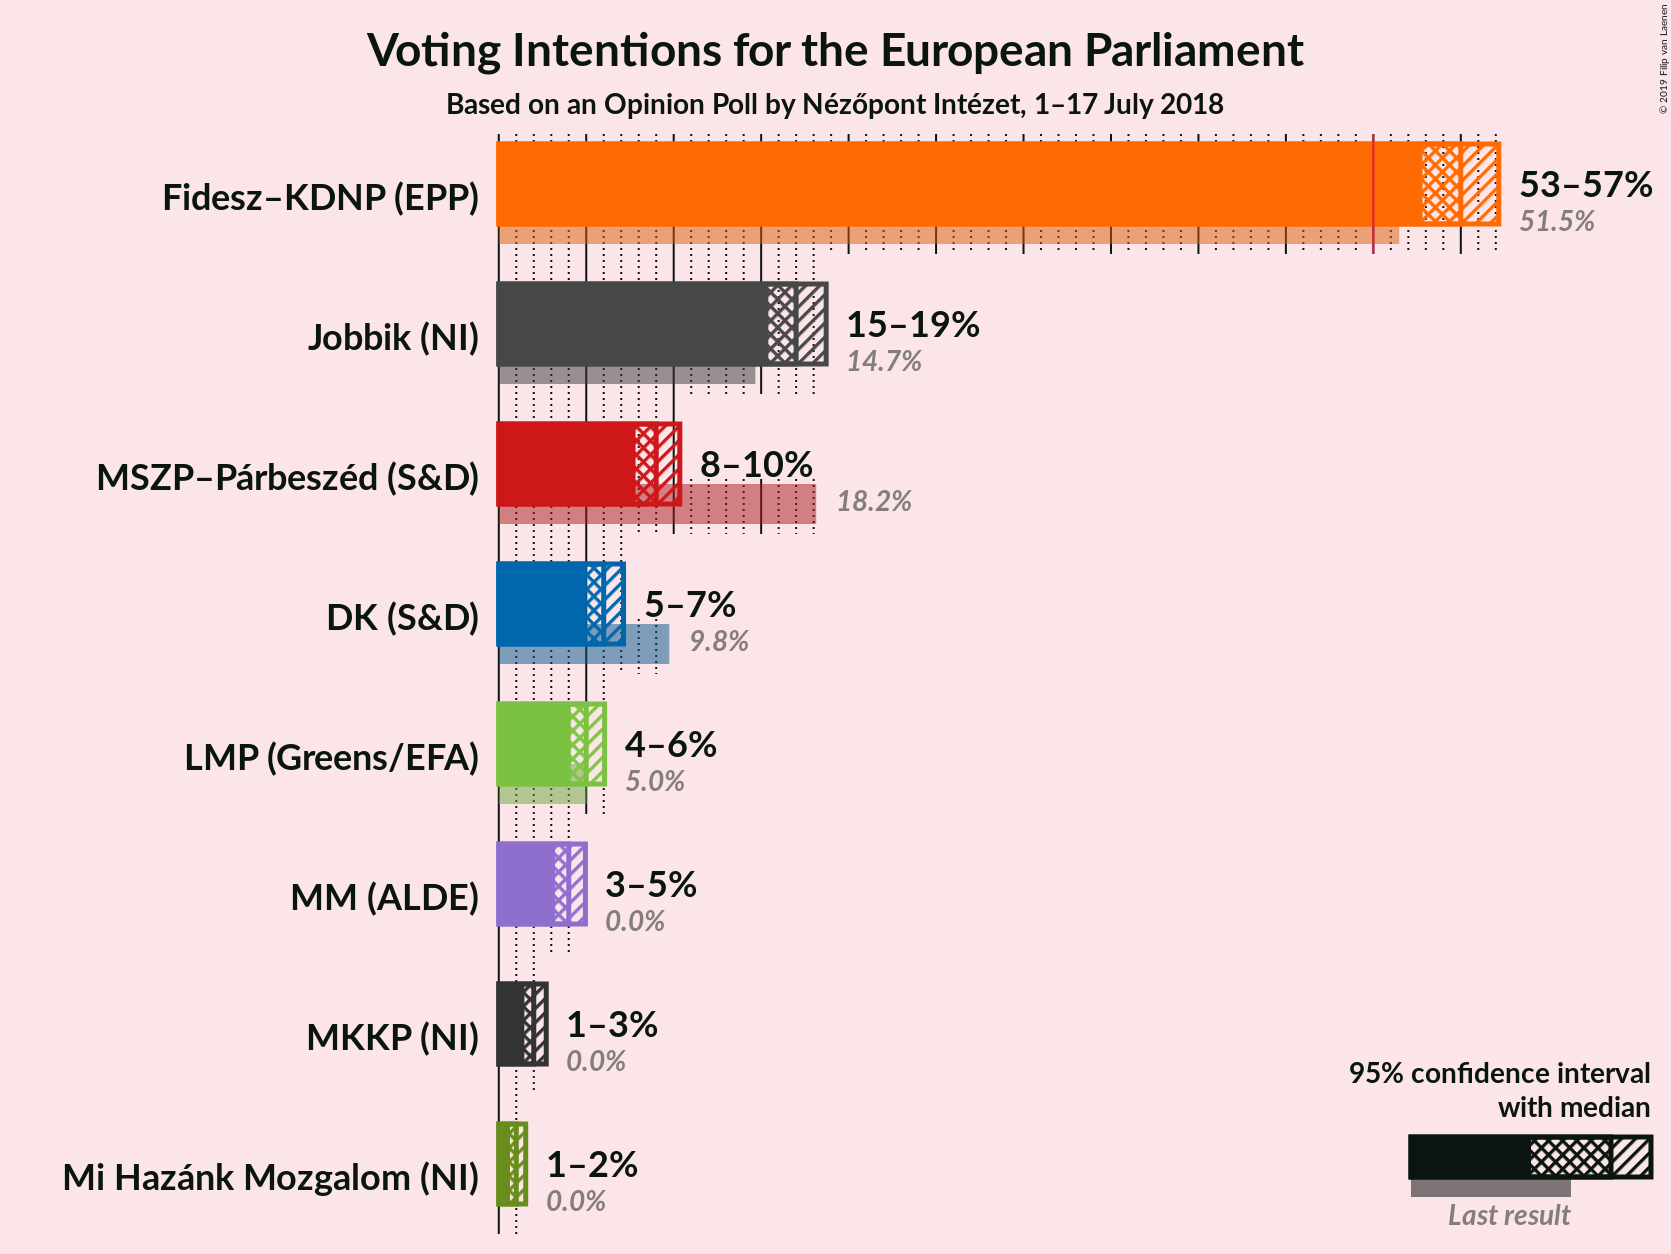 Voting Intentions for the European Parliament
Based on an Opinion Poll by Nézőpont Intézet, 1–17 July 2018
© 2019 Filip van Laenen
Fidesz–KDNP (EPP)
53–57%
51.5%
Jobbik (NI)
15–19%
14.7%
MSZP–Párbeszéd (S&D)
8–10%
18.2%
DK (S&D)
5–7%
9.8%
LMP (Greens/EFA)
4–6%
5.0%
MM (ALDE)
3–5%
0.0%
MKKP (NI)
1–3%
0.0%
Mi Hazánk Mozgalom (NI)
1–2%
0.0%
95% confidence interval
with median
Last result